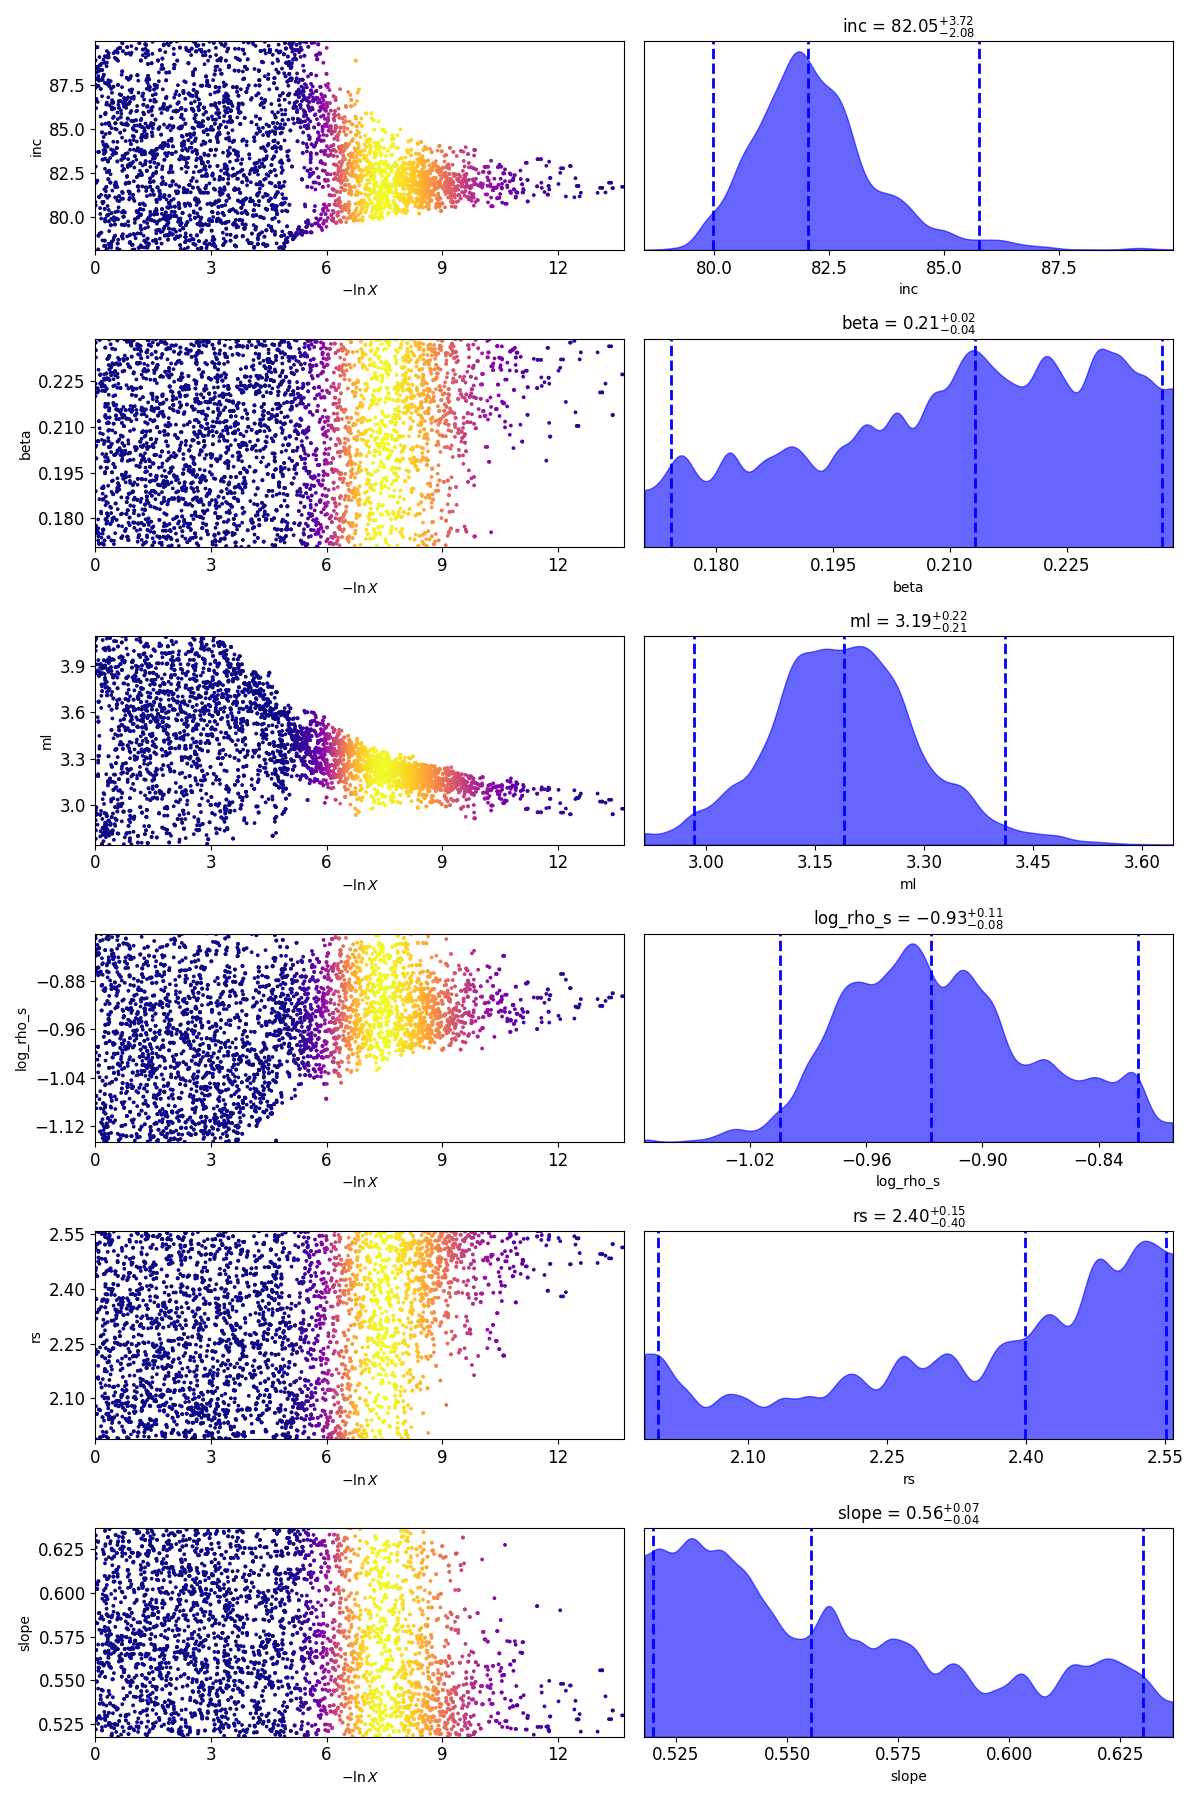 inc = 82.05 +3.72 −2.08
87.5
85.0
82.5
80.0
inc
0 3 6 9 12
80.0 82.5 85.0 87.5
−ln X
inc
beta = 0.21 +0.02 −0.04
0.225
0.210
0.195
0.180
beta
0 3 6 9 12
0.180 0.195 0.210 0.225
−ln X
beta
ml = 3.19 +0.22 −0.21
3.9
3.6
3.3
3.0
ml
0 3 6 9 12
3.00 3.15 3.30 3.45 3.60
−ln X
ml
log_rho_s = −0.93 +0.11 −0.08
−0.88
−0.96
−1.04
−1.12
log_rho_s
0 3 6 9 12
−1.02 −0.96 −0.90 −0.84
−ln X
log_rho_s
rs = 2.40 +0.15 −0.40
2.55
2.40
2.25
2.10
rs
0 3 6 9 12
2.10 2.25 2.40 2.55
−ln X
rs
slope = 0.56 +0.07 −0.04
0.625
0.600
0.575
0.550
0.525
slope
0 3 6 9 12
0.525 0.550 0.575 0.600 0.625
−ln X
slope